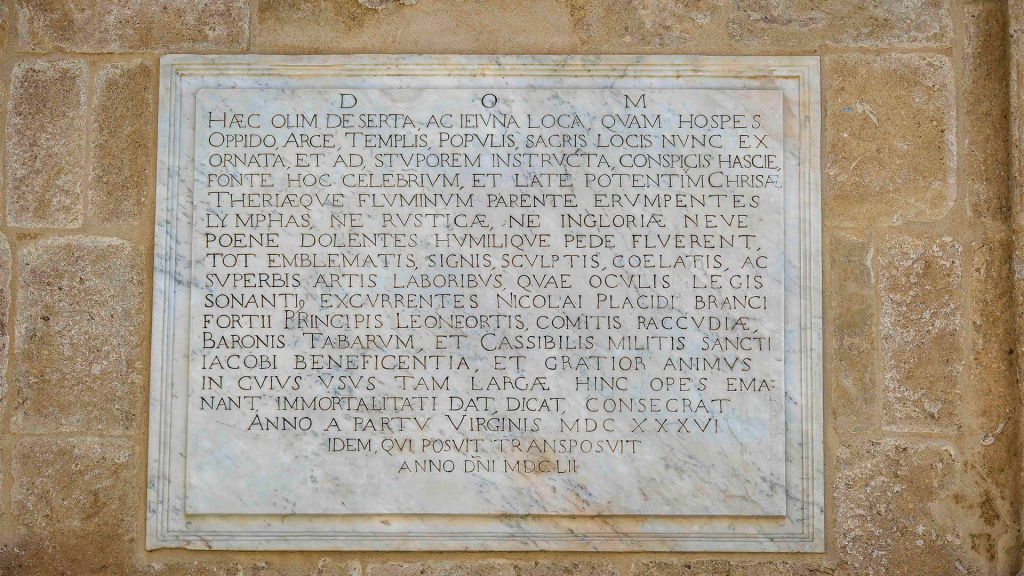 D O M
HÆC OLIM DESERTA, AC IEIVNA LOCA, QVAM HOSPES
OPPIDO, ARCE, TEMPLIS, POPVLIS, SACRIS LOCIS NVNC EX
ORNATA, ET AD STVPOREM INSTRVCTA, CONSPICIS HASCIE,
FONTE HOC CELEBRIVM, ET LATE POTENTIM CHRISÆ
THERIÆQVE FLVMINVM PARENTE ERVMPENTES
LYMPHAS, NE RVSTICÆ, NE INGLORIÆ NEVE
POENE DOLENTES HVMILIQVE PEDE FLVERENT,
TOT EMBLEMATIS, SIGNIS, SCVLPTIS, COELATIS, AC
SVPERBIS ARTIS LABORIBVS, QVAE OCVLIS LEGIS
SONANTIO EXCVRRENTES NICOLAI PLACIDI BRANCI
FORTII PRINCIPIS LEONFORTIS, COMITIS RACCVDIÆ,
BARONIS TABARVM, ET CASSIBILIS MILITIS SANCTI
IACOBI BENEFICENTIA, ET GRATIOR ANIMVS
IN CVIVS VSVS TAM LARGÆ HINC OPES EMA-
NANT IMMORTALITATI DAT, DICAT, CONSECRAT
ANNO A PARTV VIRGINIS MDC XXXVI
IDEM, QVI POSVIT TRANSPOSVIT
ANNO DÑI MDCLII